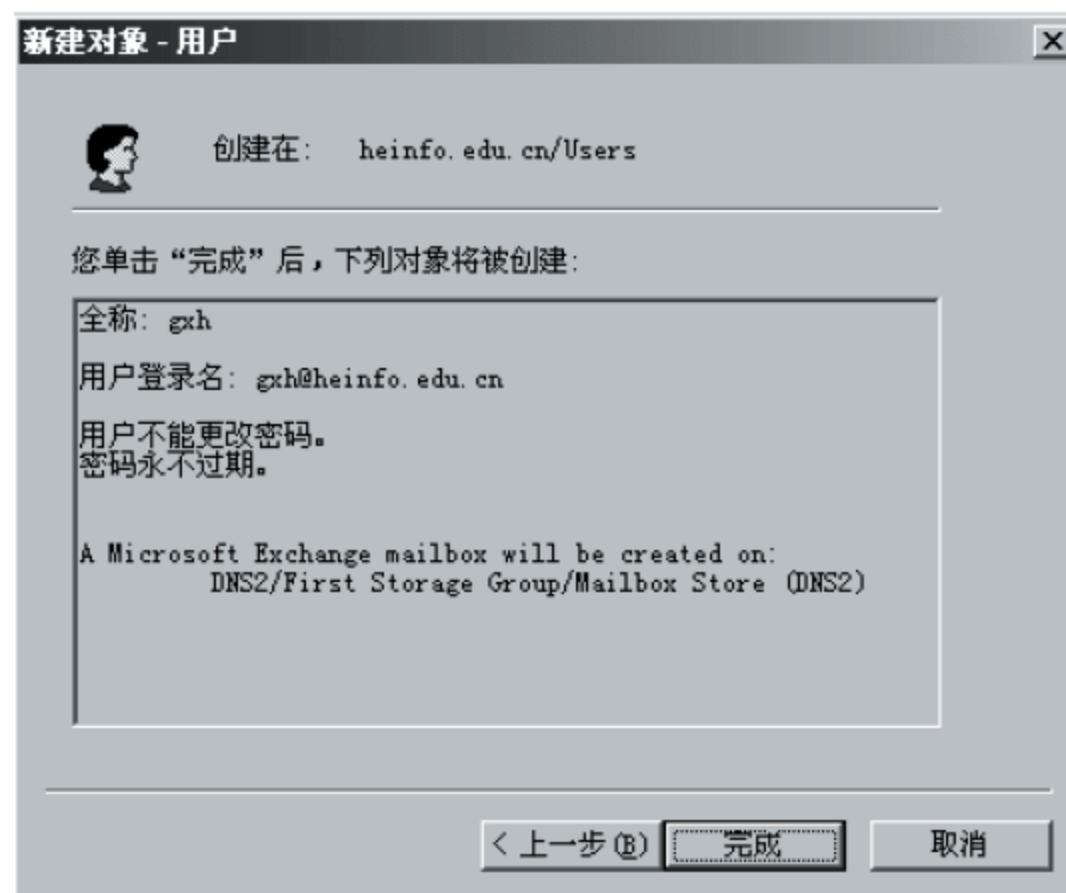 新建对象 - 用户
创建在： heinfo.edu.cn/Users
您单击“完成”后，下列对象将被创建：
全称： gxh
用户登录名： gxh@heinfo.edu.cn
用户不能更改密码。
密码永不过期。
A Microsoft Exchange mailbox will be created on:
DNS2/First Storage Group/Mailbox Store (DNS2)
< 上一步(B) 完成 取消